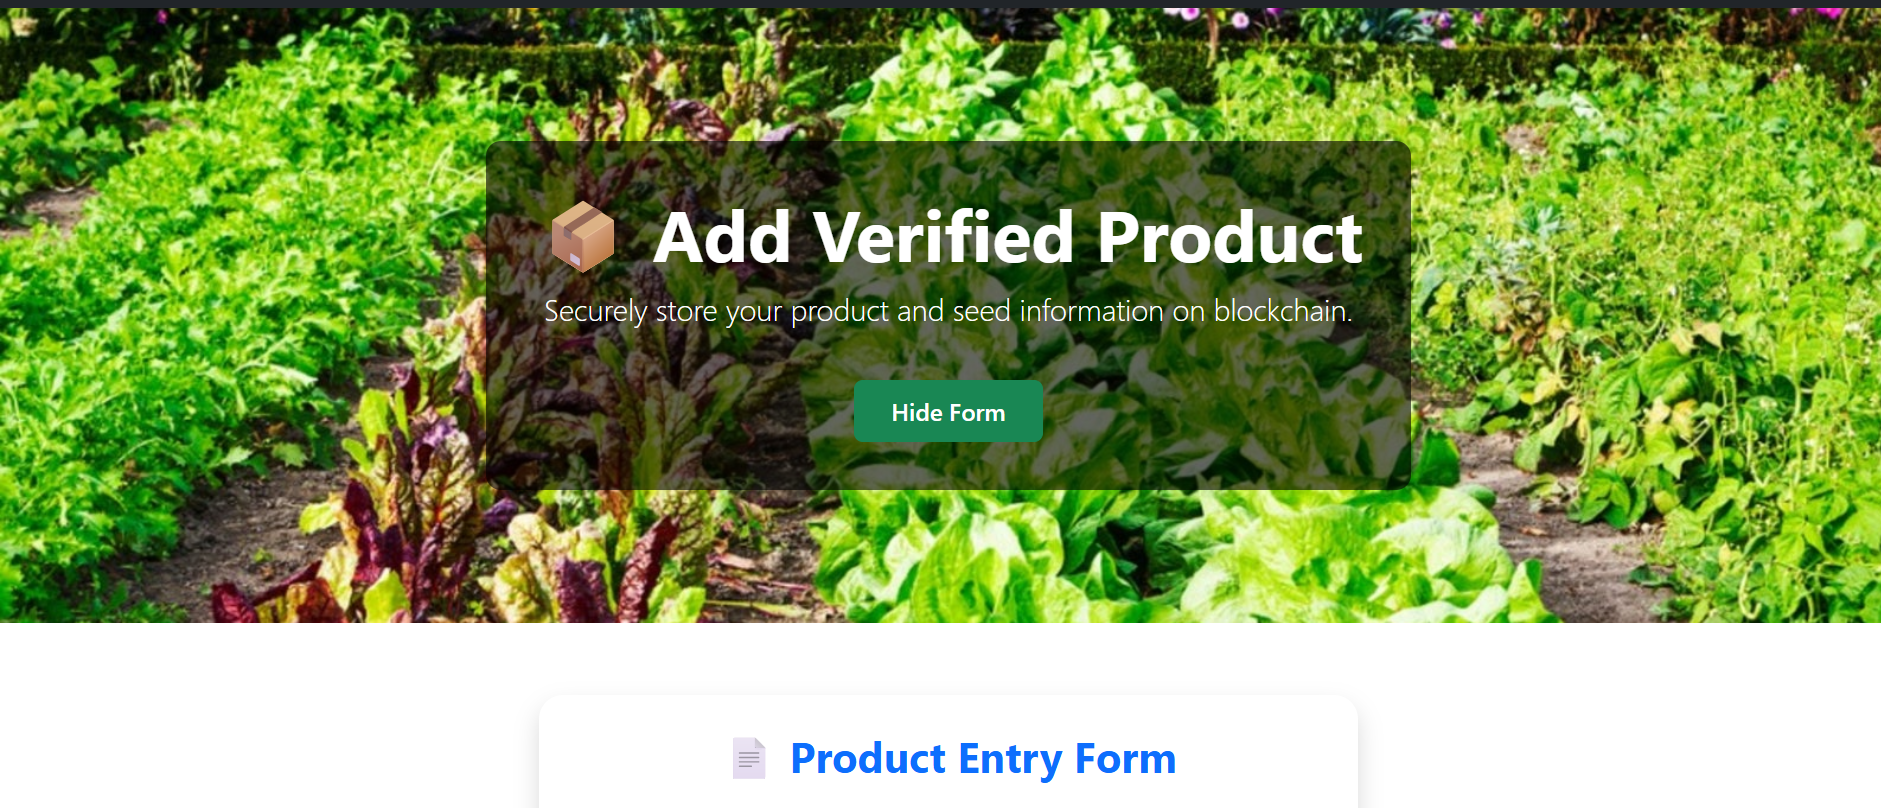 Add Verified Product
Securely store your product and seed information on blockchain.
Hide Form
Product Entry Form